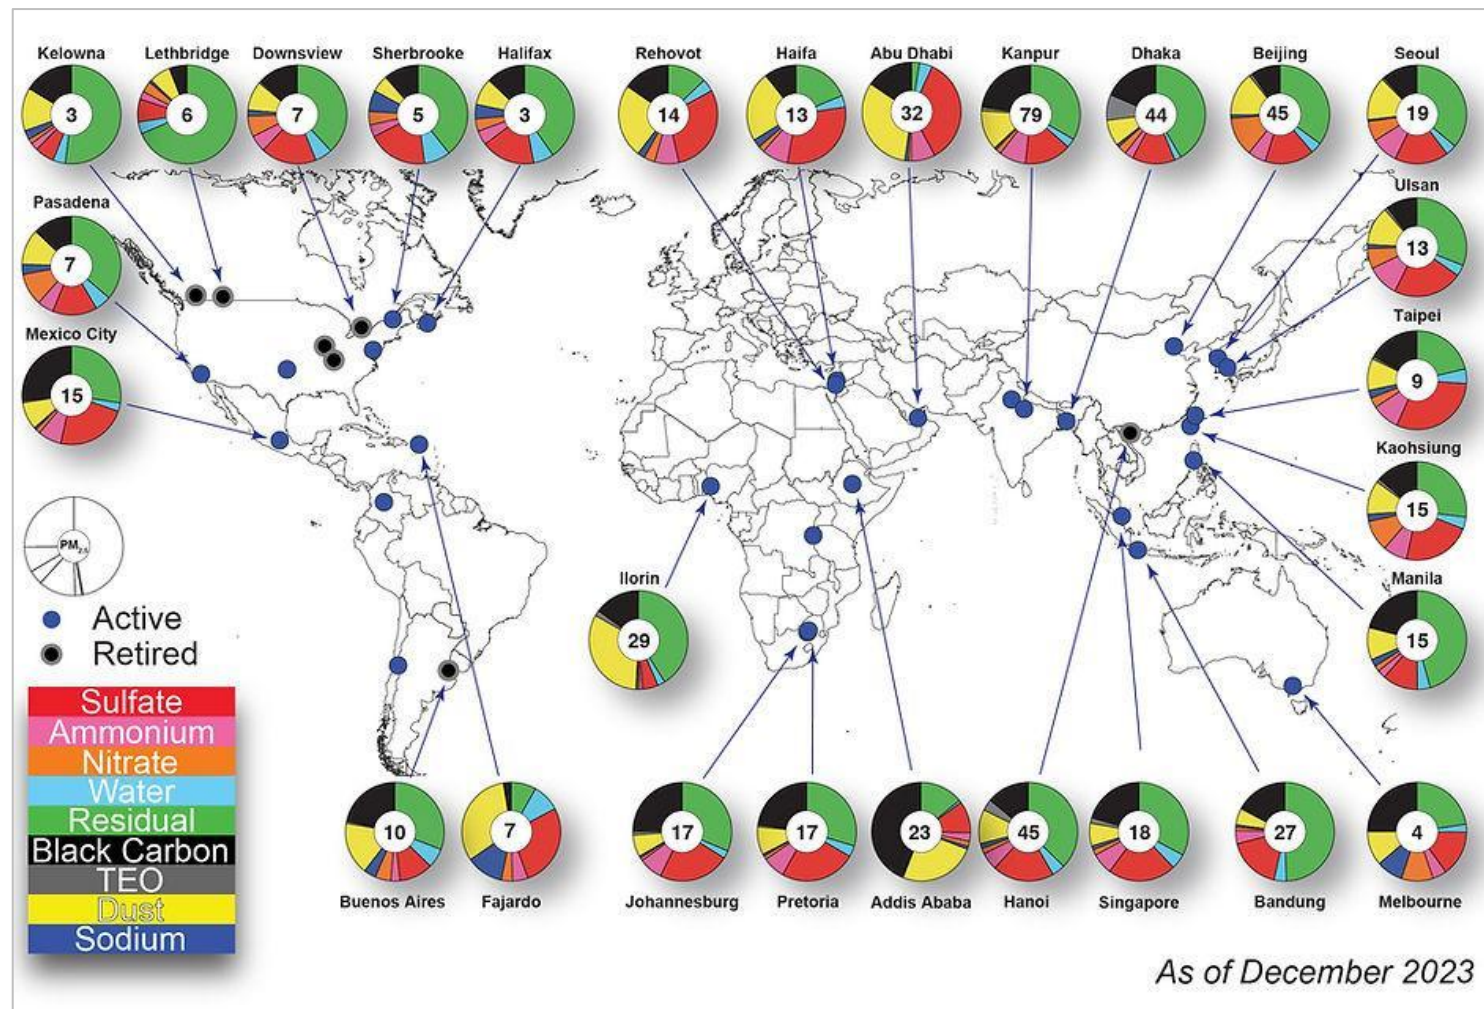 Kelowna
3
Lethbridge
6
Downsview
7
Sherbrooke
5
Halifax
3
Rehovot
14
Haifa
13
Abu Dhabi
32
Kanpur
79
Dhaka
44
Beijing
45
Seoul
19
Pasadena
7
Ulsan
13
Mexico City
15
Taipei
9
Kaohsiung
15
PM2.5
Active
Retired
Ilorin
29
Manila
15
Sulfate
Ammonium
Nitrate
Water
Residual
Black Carbon
TEO
Dust
Sodium
10
Buenos Aires
7
Fajardo
17
Johannesburg
17
Pretoria
23
Addis Ababa
45
Hanoi
18
Singapore
27
Bandung
4
Melbourne
As of December 2023